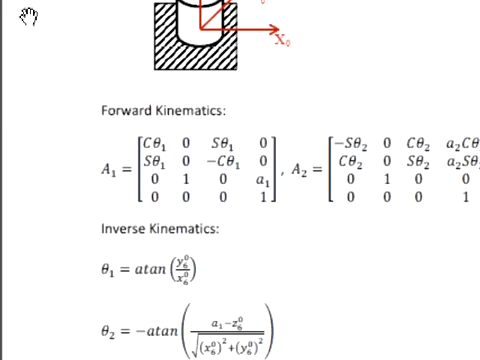 X₀
Forward Kinematics:
A₁ = [Cθ₁ 0 Sθ₁ 0
Sθ₁ 0 −Cθ₁ 0
0 1 0 a₁
0 0 0 1] , A₂ = [−Sθ₂ 0 Cθ₂ a₂Cθ
Cθ₂ 0 Sθ₂ a₂Sθ
0 1 0 0
0 0 0 1
Inverse Kinematics:
θ₁ = atan (y₆⁰/x₆⁰)
θ₂ = −atan (a₁−z₆⁰ / √((x₆⁰)²+(y₆⁰)²))